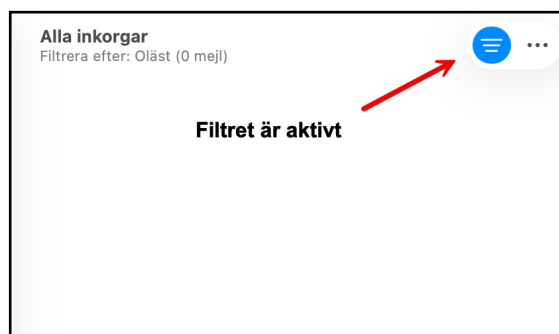 Alla inkorgar
Filtrera efter: Oläst (0 mejl)
Filtret är aktivt